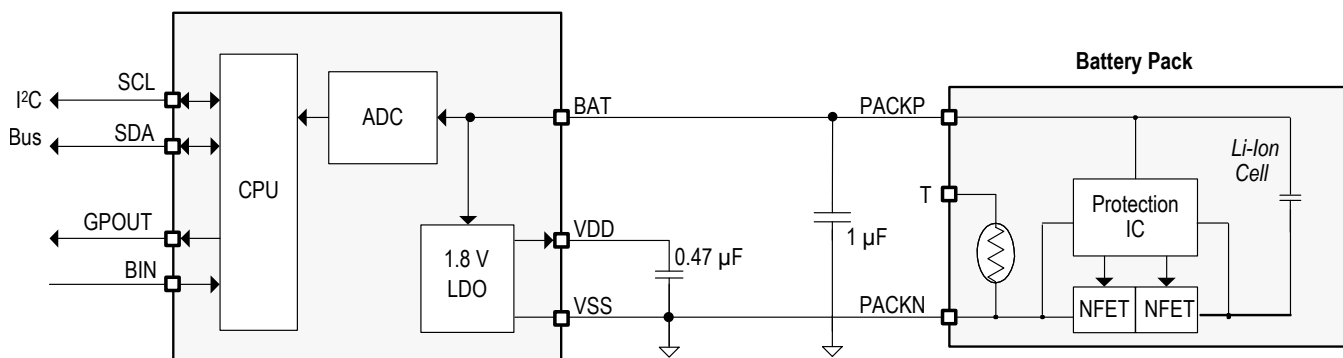 Battery Pack
I²C
Bus
SCL
SDA
GPOUT
BIN
CPU
ADC
1.8 V
LDO
BAT
VDD
VSS
0.47 µF
1 µF
PACKP
T
PACKN
Protection
IC
NFET
NFET
Li-Ion
Cell